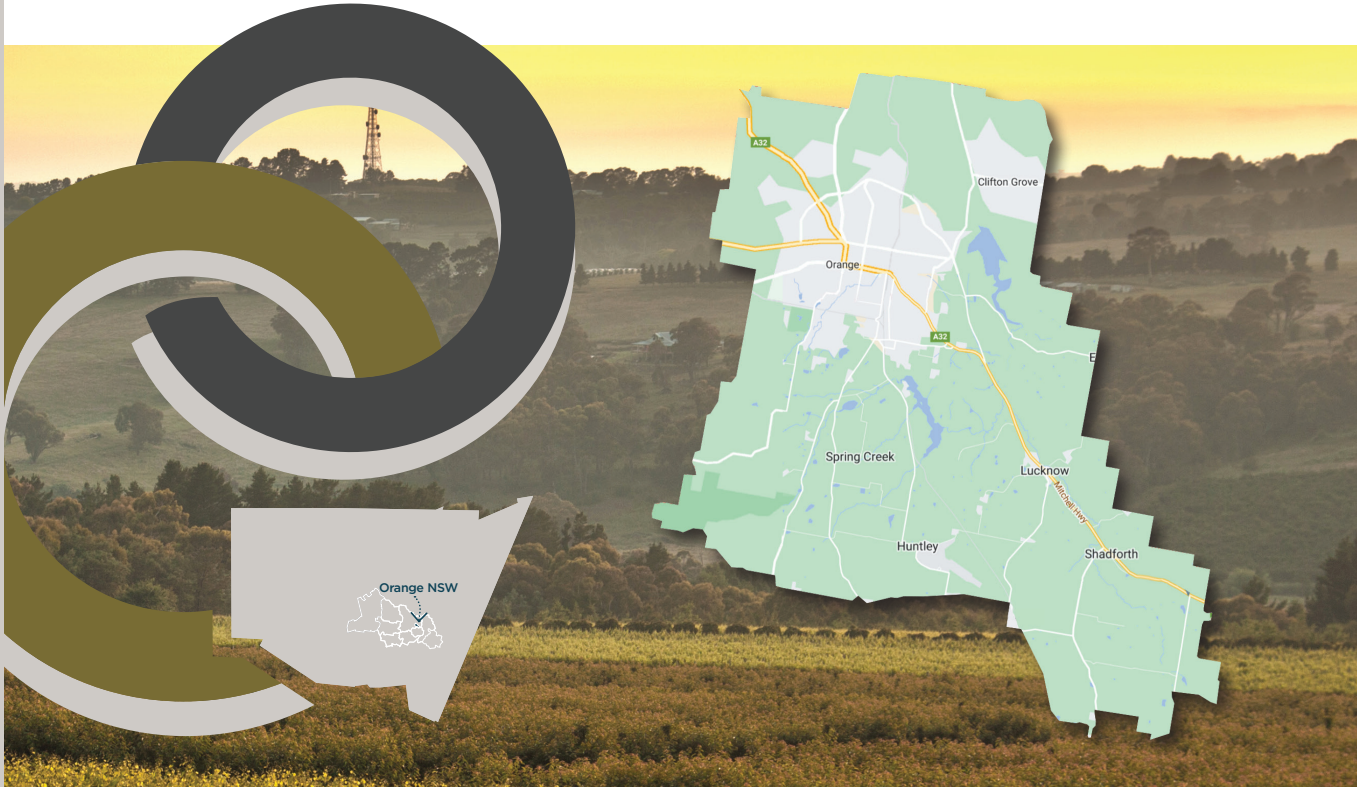 A32
Clifton Grove
Orange
A32
E
Spring Creek
Lucknow
Mitchell Hwy
Huntley
Shadforth
Orange NSW